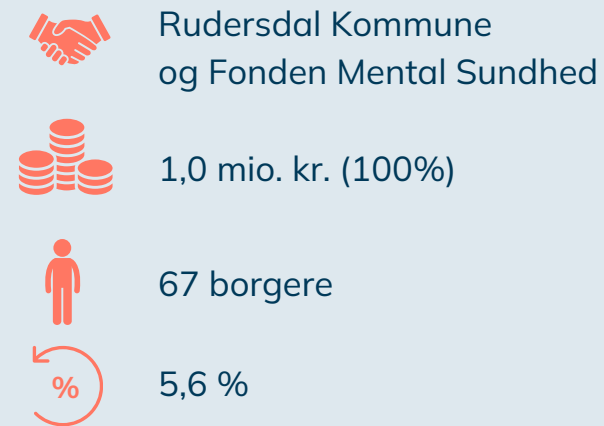 Rudersdal Kommune
og Fonden Mental Sundhed
1,0 mio. kr. (100%)
67 borgere
%
5,6 %